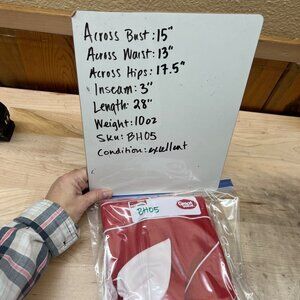 Across Bust: 15"
Across Waist: 13"
Across Hips: 17.5"
Inseam: 3"
Length: 28"
Weight: 10oz
Sku: BH05
Condition: excellent
BH05